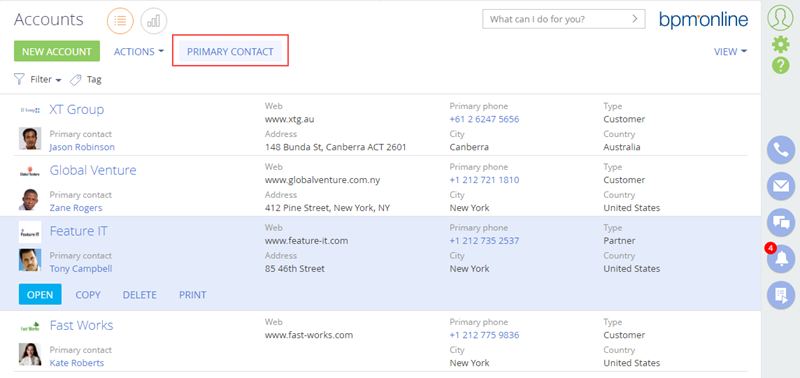 Accounts
What can I do for you?
bpm'online
NEW ACCOUNT
ACTIONS
PRIMARY CONTACT
VIEW
Filter
Tag
XT Group
Web
www.xtg.au
Primary phone
+61 2 6247 5656
Type
Customer
Primary contact
Jason Robinson
Address
148 Bunda St, Canberra ACT 2601
City
Canberra
Country
Australia
Global Venture
Web
www.globalventure.com.ny
Primary phone
+1 212 721 1810
Type
Customer
Primary contact
Zane Rogers
Address
412 Pine Street, New York, NY
City
New York
Country
United States
Feature IT
Feature IT
Web
www.feature-it.com
Primary phone
+1 212 735 2537
Type
Partner
Primary contact
Tony Campbell
Address
85 46th Street
City
New York
Country
United States
4
OPEN
COPY
DELETE
PRINT
Fast Works
Fast Works
Web
www.fast-works.com
Primary phone
+1 212 775 9836
Type
Customer
Primary contact
Kate Roberts
City
New York
Country
United States